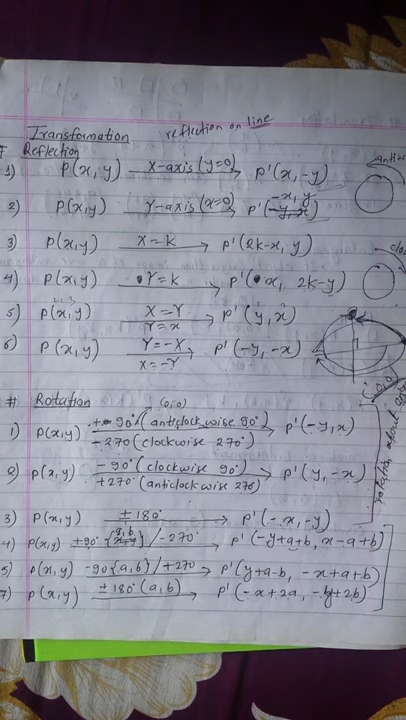 Transformation reflection on line
# Reflection
1) P(x,y) X-axis (y=0) → P'(x,-y)
2) P(x,y) Y-axis (x=0) → P'(-x,y)
3) P(x,y) X=k → P'(2k-x, y)
4) P(x,y) Y=k → P'(x, 2k-y)
5) P(x,y) X=Y Y=x → P'(y,x)
6) P(x,y) Y=-X X=-Y → P'(-y,-x)
# Rotation (0,0)
1) P(x,y) +90° (anticlockwise 90°) -270 (clockwise 270°) → P'(-y,x)
2) P(x,y) -90° (clockwise 90°) +270° (anticlockwise 270) → P'(y,-x)
3) P(x,y) ±180° → P'(-x,-y)
4) P(x,y) +90° {a,b} /-270° → P'(-y+a+b, x-a+b)
5) P(x,y) -90{a,b}/+270 → P'(y+a-b, -x+a+b)
7) P(x,y) ±180° (a,b) → P'(-x+2a, -y+2b)
rotation about